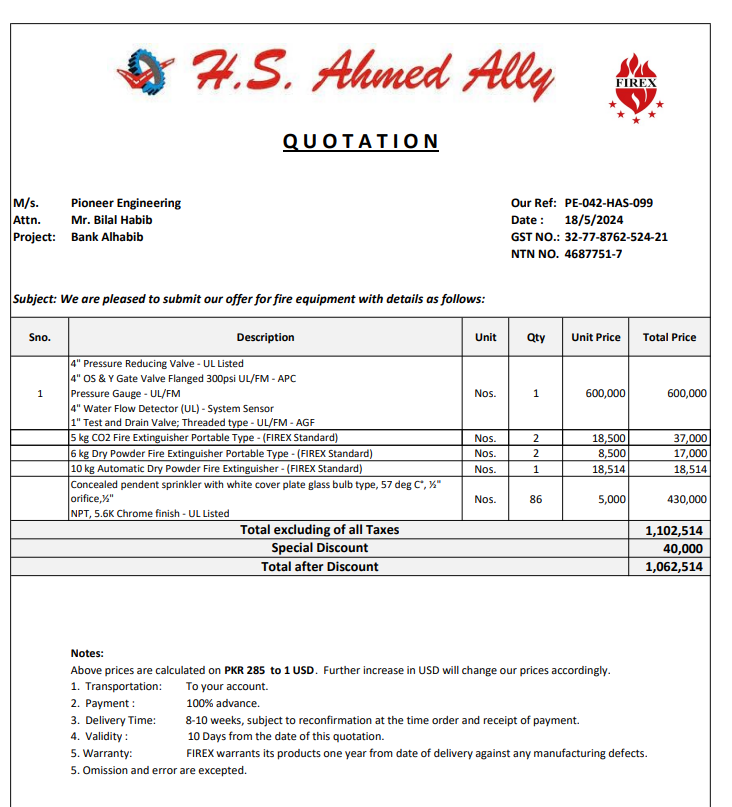 H.S. Ahmed Ally
FIREX
QUOTATION
M/s. Pioneer Engineering Our Ref: PE-042-HAS-099
Attn. Mr. Bilal Habib Date : 18/5/2024
Project: Bank Alhabib GST NO.: 32-77-8762-524-21
NTN NO. 4687751-7
Subject: We are pleased to submit our offer for fire equipment with details as follows:
Sno. Description Unit Qty Unit Price Total Price
4" Pressure Reducing Valve - UL Listed
4" OS & Y Gate Valve Flanged 300psi UL/FM - APC
1 Pressure Gauge - UL/FM Nos. 1 600,000 600,000
4" Water Flow Detector (UL) - System Sensor
1" Test and Drain Valve; Threaded type - UL/FM - AGF
5 kg CO2 Fire Extinguisher Portable Type - (FIREX Standard) Nos. 2 18,500 37,000
6 kg Dry Powder Fire Extinguisher Portable Type - (FIREX Standard) Nos. 2 8,500 17,000
10 kg Automatic Dry Powder Fire Extinguisher - (FIREX Standard) Nos. 1 18,514 18,514
Concealed pendent sprinkler with white cover plate glass bulb type, 57 deg C°, ½"
orifice,½" Nos. 86 5,000 430,000
NPT, 5.6K Chrome finish - UL Listed
Total excluding of all Taxes 1,102,514
Special Discount 40,000
Total after Discount 1,062,514
Notes:
Above prices are calculated on PKR 285 to 1 USD. Further increase in USD will change our prices accordingly.
1. Transportation: To your account.
2. Payment : 100% advance.
3. Delivery Time: 8-10 weeks, subject to reconfirmation at the time order and receipt of payment.
4. Validity : 10 Days from the date of this quotation.
5. Warranty: FIREX warrants its products one year from date of delivery against any manufacturing defects.
5. Omission and error are excepted.